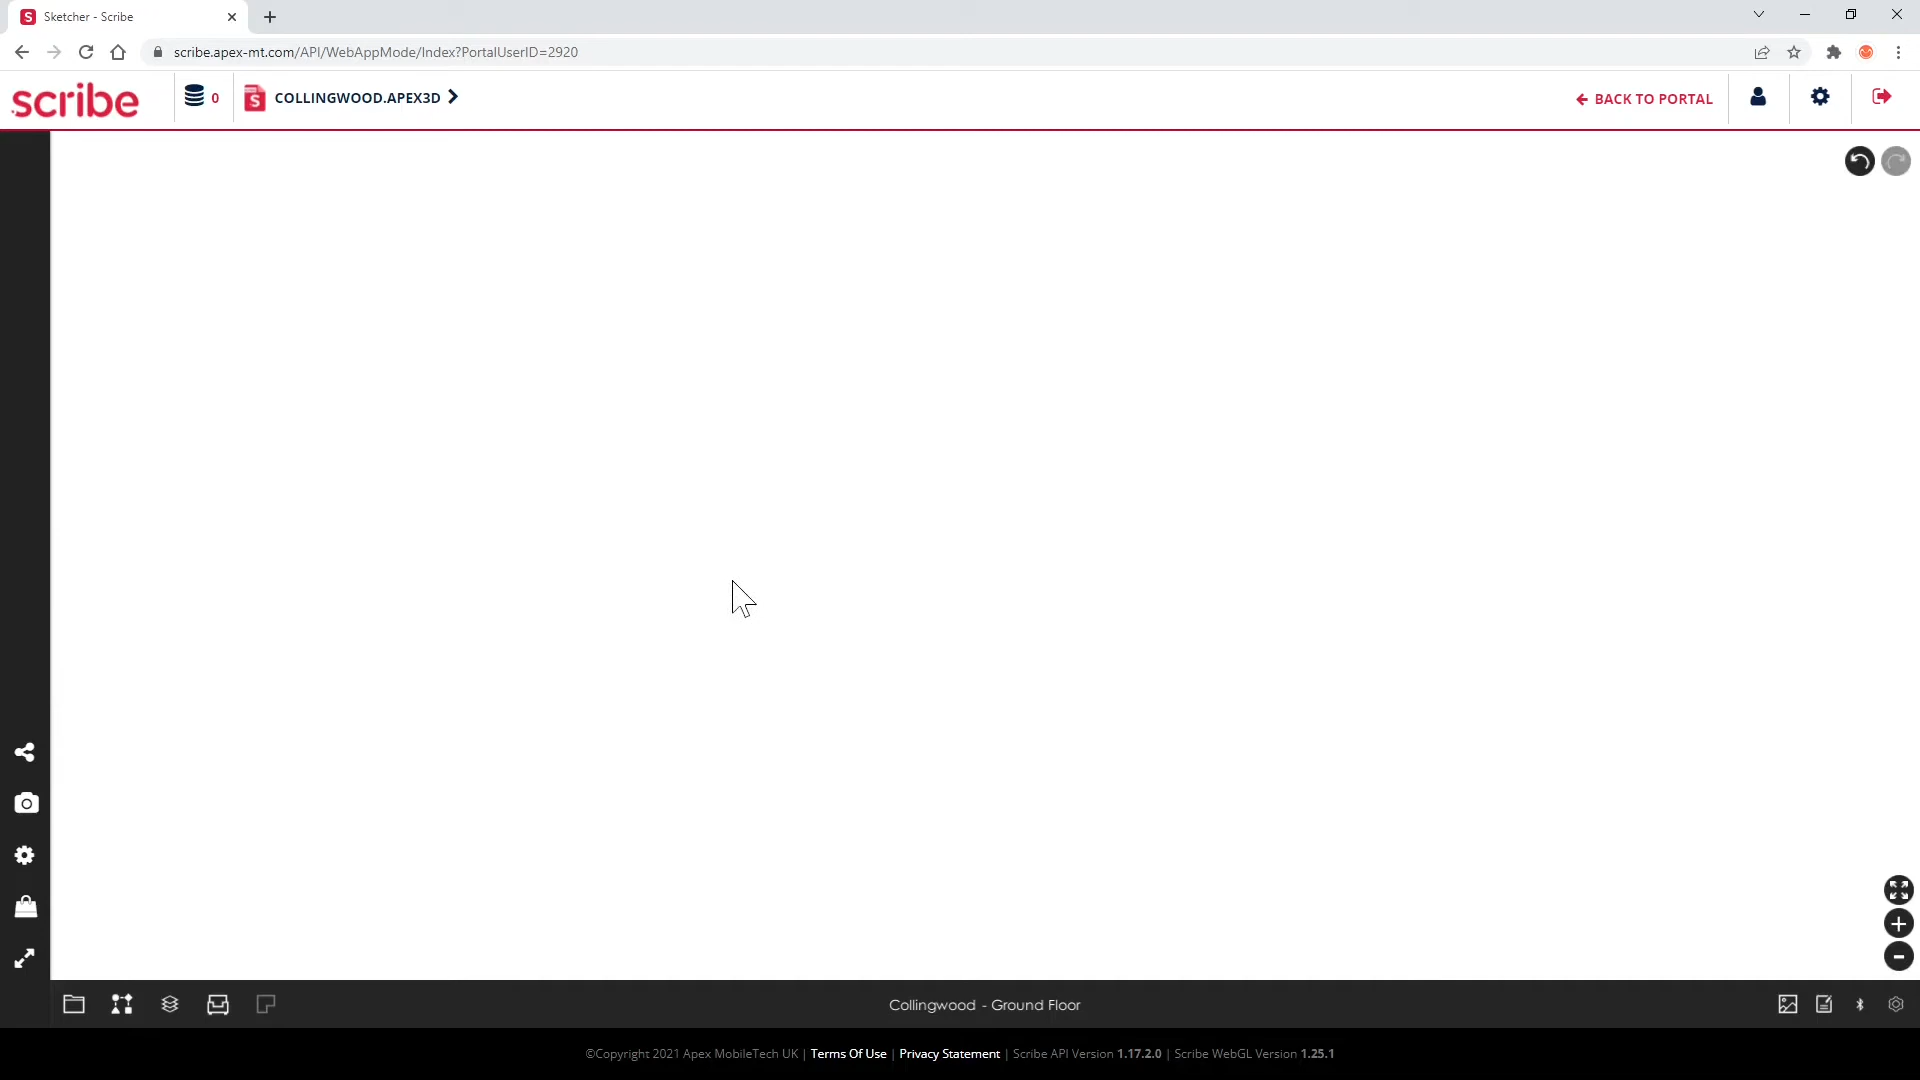 Sketcher - Scribe
scribe.apex-mt.com/API/WebAppMode/Index?PortalUserID=2920
scribe
0
S
COLLINGWOOD.APEX3D
BACK TO PORTAL
Collingwood - Ground Floor
©Copyright 2021 Apex MobileTech UK | Terms Of Use | Privacy Statement | Scribe API Version 1.17.2.0 | Scribe WebGL Version 1.25.1